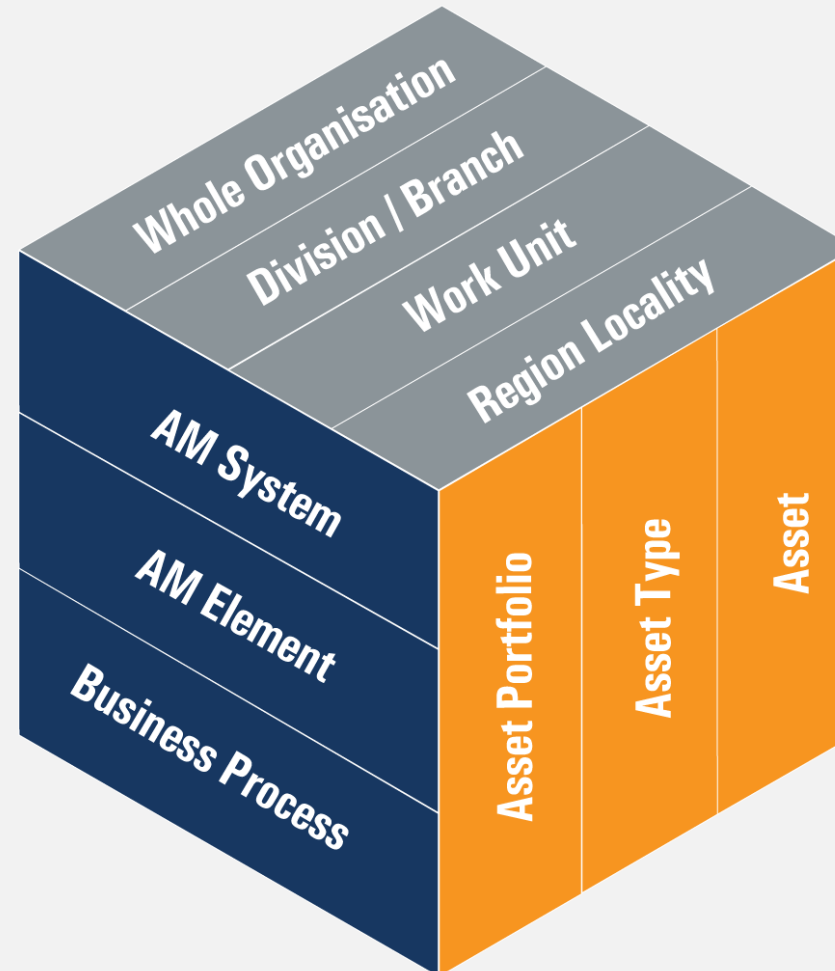 Whole Organisation
Division / Branch
Work Unit
Region Locality
AM System
AM Element
Business Process
Asset Portfolio
Asset Type
Asset